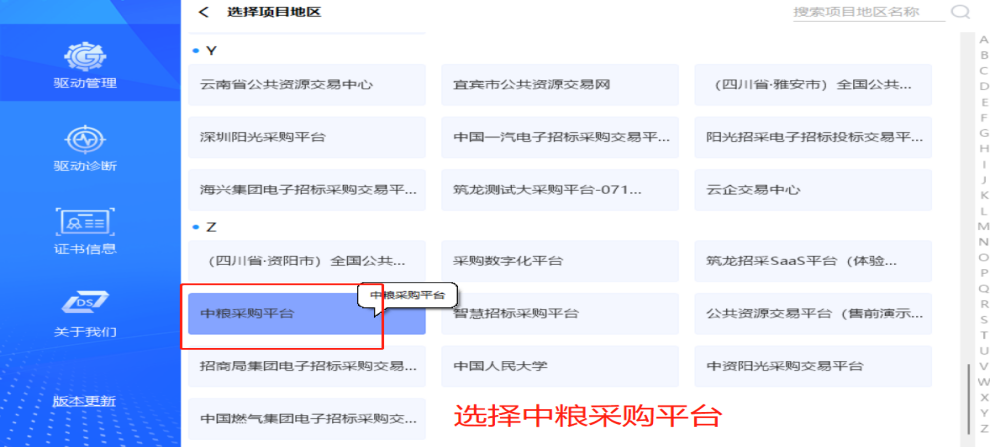 选择项目地区
搜索项目地区名称
驱动管理
驱动诊断
证书信息
DS
关于我们
版本更新
Y
云南省公共资源交易中心
宜宾市公共资源交易网
（四川省·雅安市）全国公共...
深圳阳光采购平台
中国一汽电子招标采购交易平...
阳光招采电子招标投标交易平...
海兴集团电子招标采购交易平...
筑龙测试大采购平台-071...
云企交易中心
Z
（四川省·资阳市）全国公共...
采购数字化平台
筑龙招采SaaS平台（体验...
中粮采购平台
中粮采购平台
智慧招标采购平台
公共资源交易平台（售前演示...
招商局集团电子招标采购交易...
中国人民大学
中资阳光采购平台
中国燃气集团电子招标采购交...
选择中粮采购平台
A
B
C
D
E
F
G
H
I
J
K
L
M
N
O
P
Q
R
S
T
U
V
W
X
Y
Z